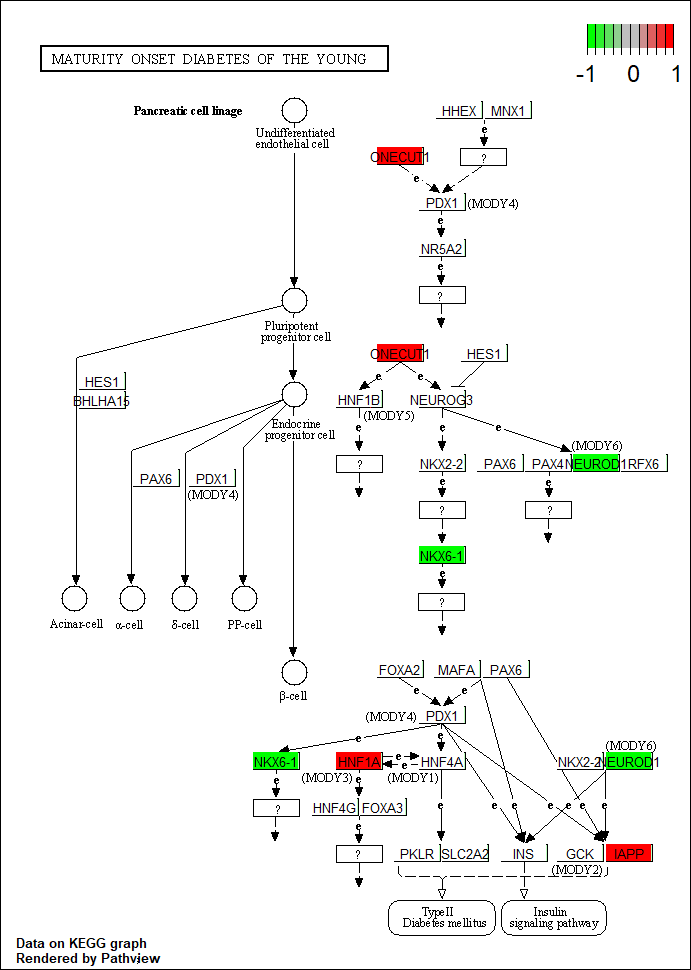 -1 0 1
MATURITY ONSET DIABETES OF THE YOUNG
Pancreatic cell linage
HHEX MNX1
e
Undifferentiated
endothelial cell
ONECUT1
?
e
PDX1 (MODY4)
e
NR5A2
e
?
Pluripotent
progenitor cell
ONECUT1
HES1
e e
HES1
BHLHA15
HNF1B NEUROG3
(MODY5)
Endocrine
progenitor cell
e e e
(MODY6)
? NKX2-2 PAX6 PAX4 NEUROD1 RFX6
PAX6 PDX1
(MODY4)
e e
? ?
e
NKX6-1
e
?
Acinar-cell α-cell δ-cell PP-cell
FOXA2 MAFA PAX6
e e
β-cell
(MODY4) PDX1
e e
(MODY6)
NKX6-1 HNF1A e HNF4A NKX2-2 NEUROD1
e
(MODY3) (MODY1)
e e
? HNF4G FOXA3 e e e e e e
e
? PKLR SLC2A2 INS GCK IAPP
(MODY2)
Type II
Diabetes mellitus
Insulin
signaling pathway
Data on KEGG graph
Rendered by Pathview